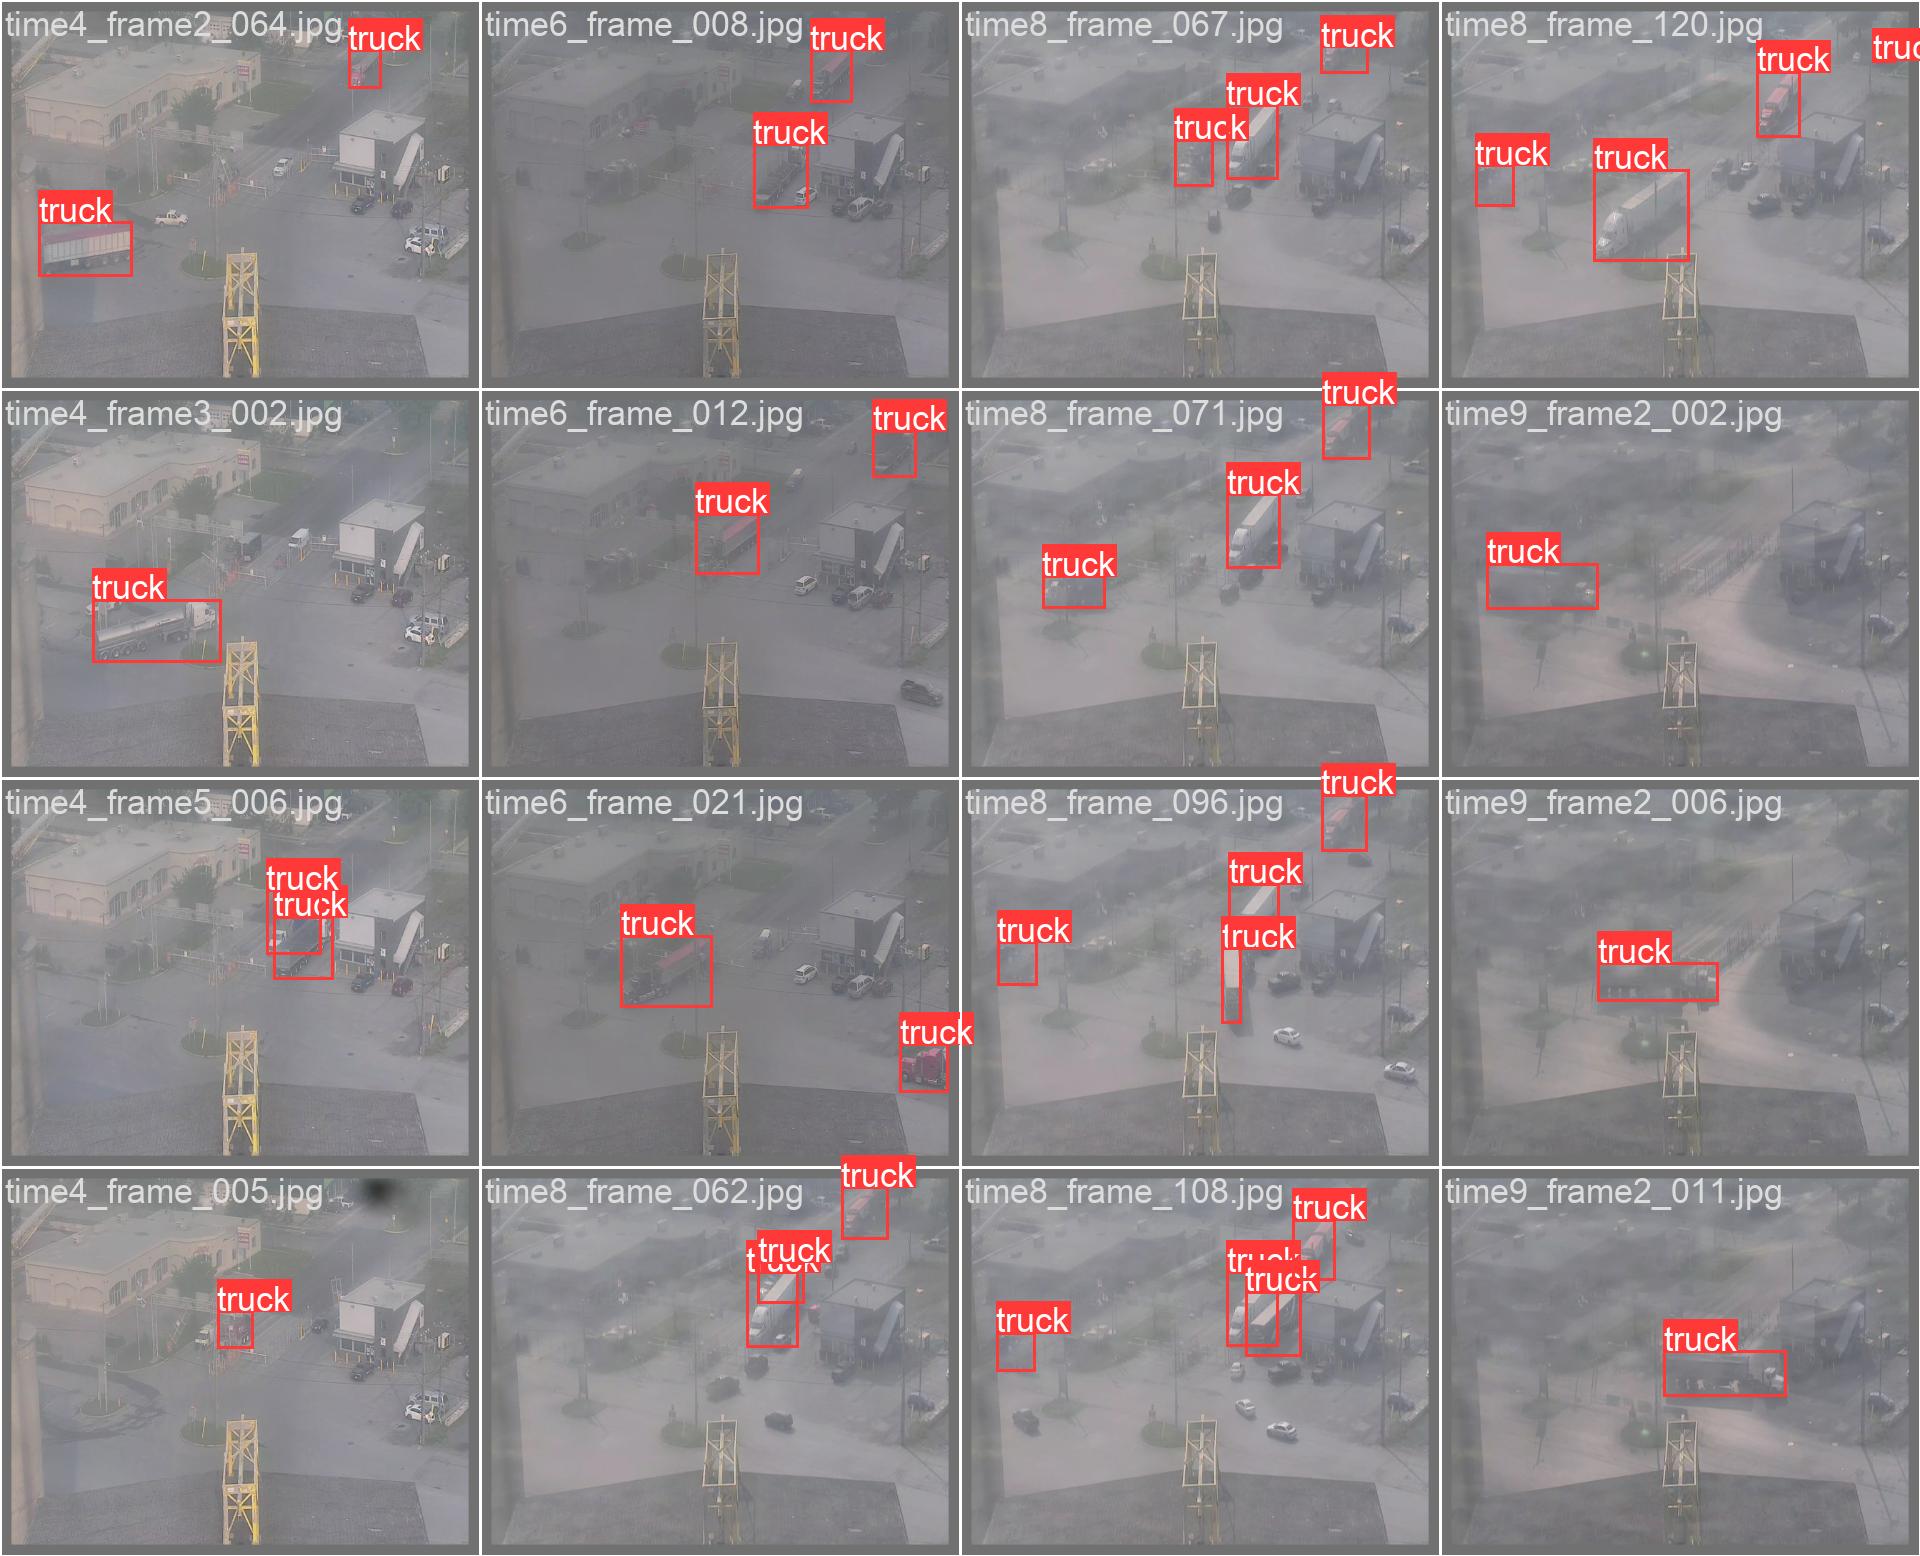 time4_frame2_064.jpg
truck
truck
time6_frame_008.jpg
truck
truck
time8_frame_067.jpg
truck
truck
truck
time8_frame_120.jpg
truck
truck
truck
truck
time4_frame3_002.jpg
truck
time6_frame_012.jpg
truck
truck
time8_frame_071.jpg
truck
truck
truck
time9_frame2_002.jpg
truck
time4_frame5_006.jpg
truck
truck
time6_frame_021.jpg
truck
truck
time8_frame_096.jpg
truck
truck
truck
truck
time9_frame2_006.jpg
truck
time4_frame_005.jpg
truck
time8_frame_062.jpg
truck
truck
truck
time8_frame_108.jpg
truck
truck
truck
truck
time9_frame2_011.jpg
truck